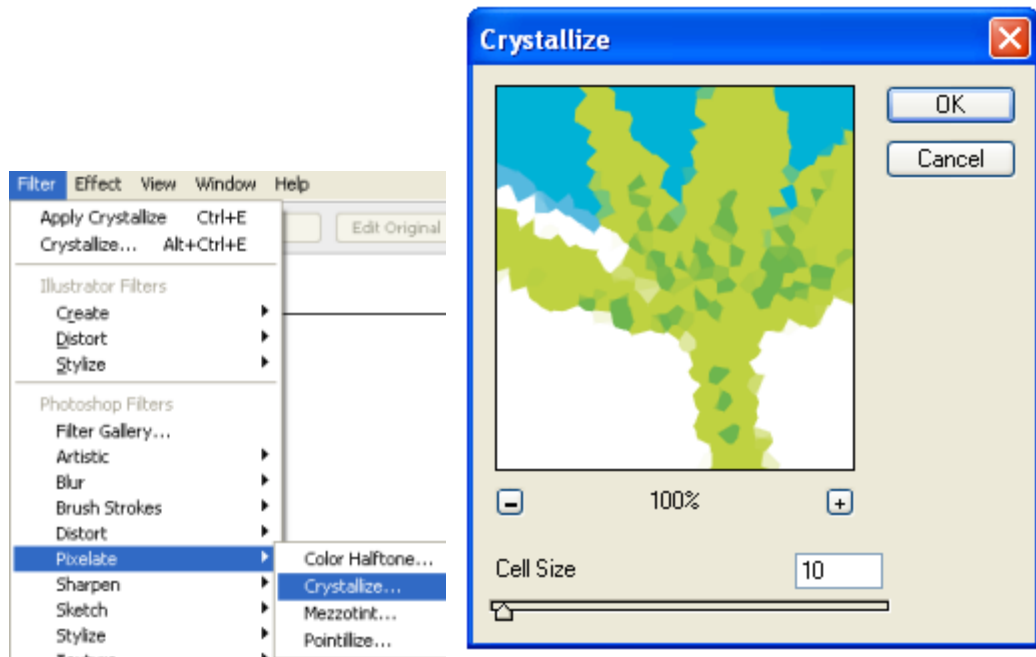 Filter Effect View Window Help
Apply Crystallize Ctrl+E
Crystallize... Alt+Ctrl+E
Edit Original
Illustrator Filters
Create
Distort
Stylize
Photoshop Filters
Filter Gallery...
Artistic
Blur
Brush Strokes
Distort
Pixelate
Sharpen
Sketch
Stylize
Color Halftone...
Crystallize...
Mezzotint...
Pointillize...
Crystallize
OK
Cancel
100%
Cell Size 10